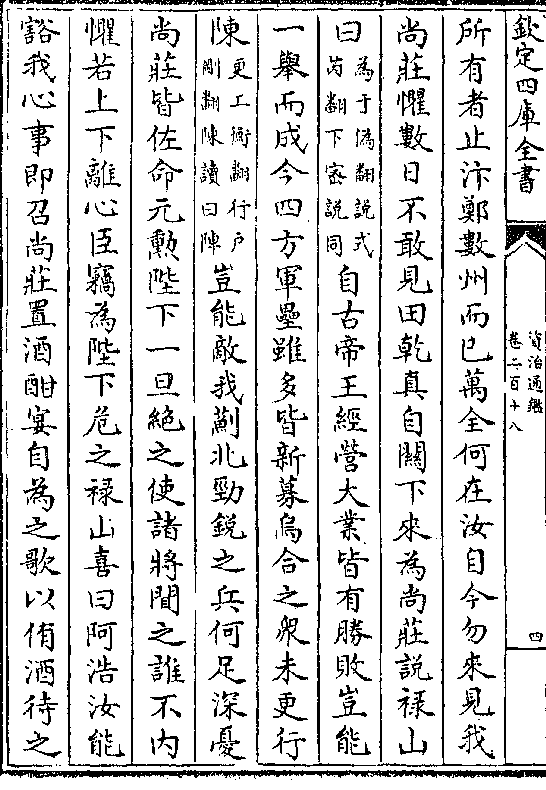 欽定四庫全書
資治通鑑
卷二百十八
四
所有者止汴鄭數州而已萬全何在汝自今勿來見我
尚莊懼數日不敢見田乾真自關下來為尚莊說祿山
曰
為于偽翻說式
芮翻下密說同
自古帝王經營大業皆有勝敗豈能
一舉而成今四方軍壘雖多皆新募烏合之衆未更行
陳
更工衡翻行户
剛翻陳讀曰陣
豈能敵我薊北勁銳之兵何足深憂
尚莊皆佐命元勲陛下一旦絶之使諸將聞之誰不内
懼若上下離心臣竊為陛下危之祿山喜曰阿浩汝能
豁我心事即召尚莊置酒酣宴自為之歌以侑酒待之